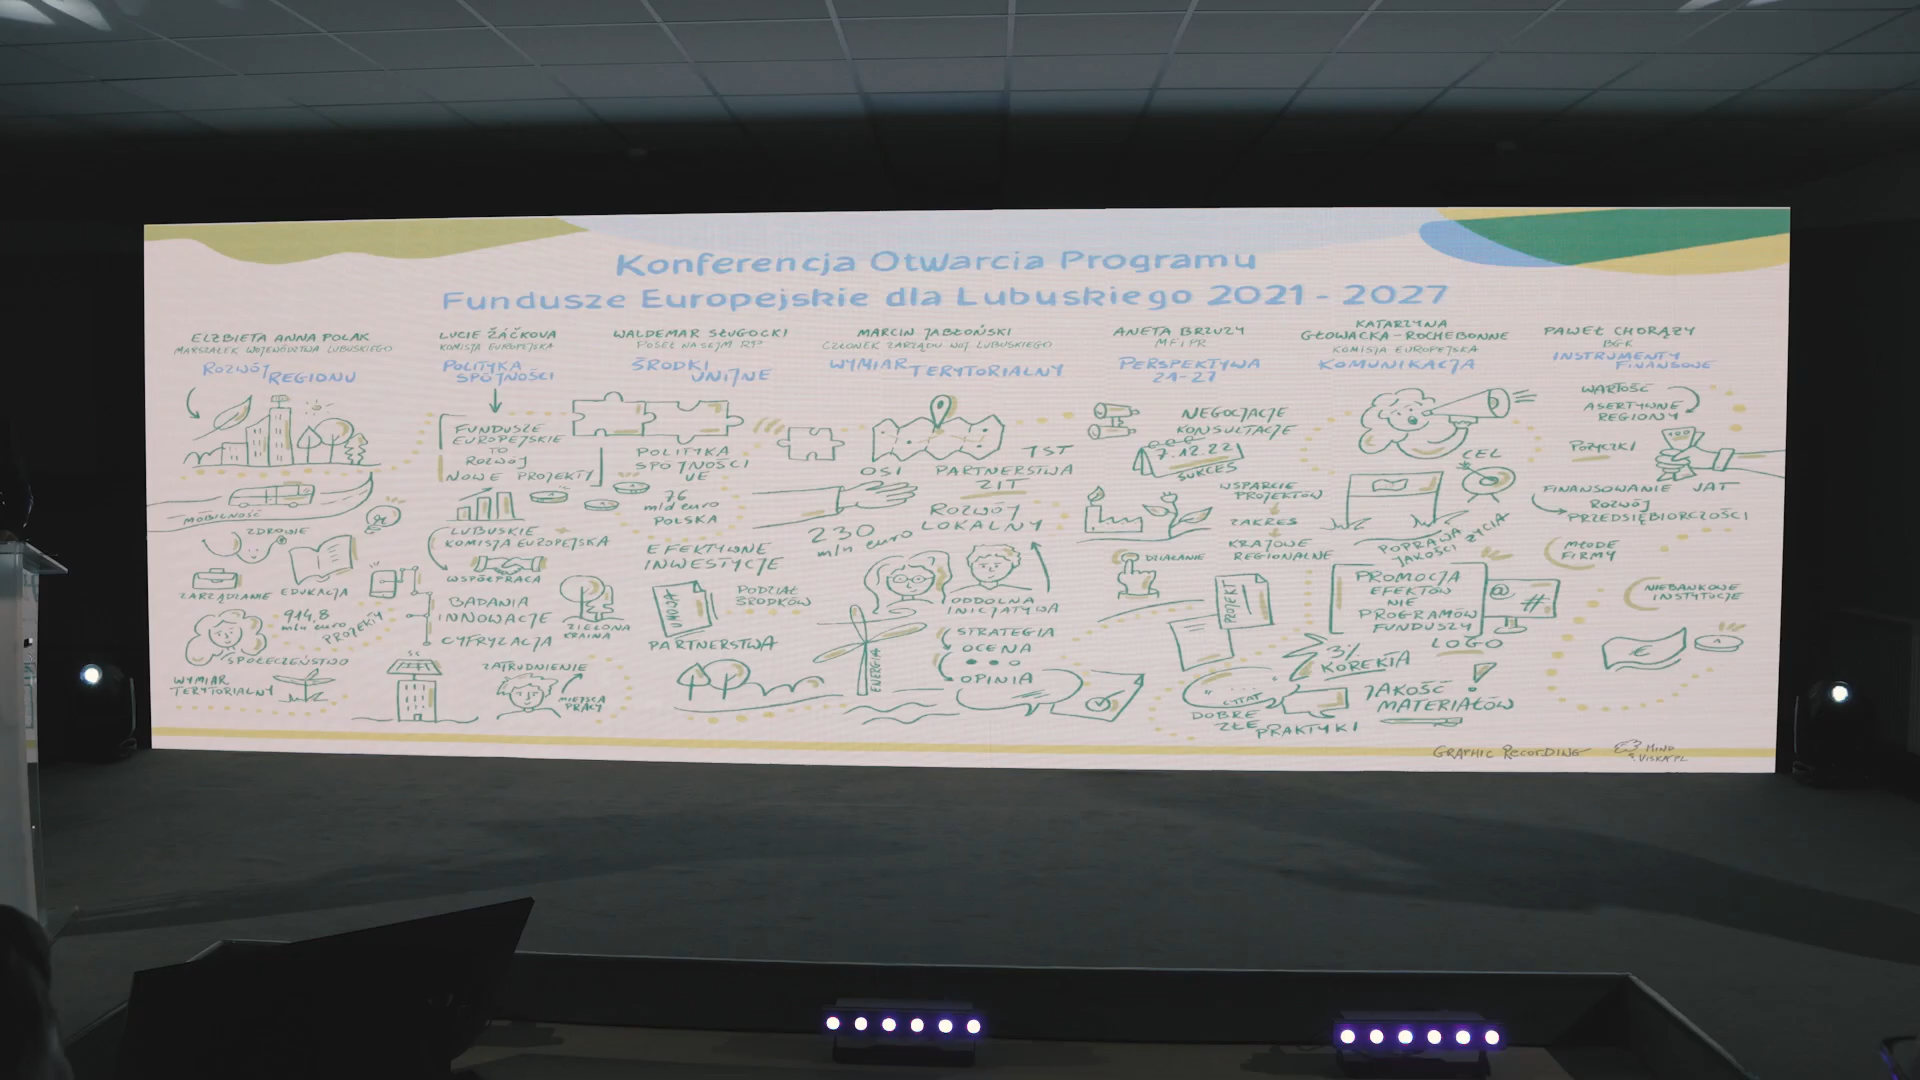 Konferencja Otwarcia Programu
Fundusze Europejskie dla Lubuskiego 2021 - 2027
ELŻBIETA ANNA POLAK
MARSZAŁEK WOJEWÓDZTWA LUBUSKIEGO
ROZWÓJ REGIONU
MOBILNOŚĆ
ZDROWIE
ZARZĄDZANIE
EDUKACJA
914,8
mln euro
PROJEKTY
SPOŁECZEŃSTWO
WYMIAR
TERYTORIALNY
LUCIE ŽÁČKOVA
KOMISJA EUROPEJSKA
POLITYKA
SPÓJNOŚCI
FUNDUSZE
EUROPEJSKIE
TO
ROZWÓJ
NOWE PROJEKTY
LUBUSKIE
KOMISJA EUROPEJSKA
WSPÓŁPRACA
BADANIA
INNOWACJE
CYFRYZACJA
ZIELONA
KRAINA
ZATRUDNIENIE
MIEJSCA
PRACY
WALDEMAR SŁUGOCKI
POSEŁ NA SEJM RP
ŚRODKI
UNIJNE
POLITYKA
SPÓJNOŚCI
UE
76
mld euro
POLSKA
EFEKTYWNE
INWESTYCJE
UMOWA
PODZIAŁ
ŚRODKÓW
PARTNERSTWA
MARCIN JABŁOŃSKI
CZŁONEK ZARZĄDU WOJ. LUBUSKIEGO
WYMIAR TERYTORIALNY
OSI
JST
PARTNERSTWA
ZIT
ROZWÓJ
LOKALNY
230
mln euro
ODDOLNA
INICJATYWA
STRATEGIA
OCENA
OPINIA
ENERGIA
ANETA BRZUZY
MFiPR
PERSPEKTYWA
21-27
NEGOCJACJE
KONSULTACJE
7.12.22
SUKCES
WSPARCIE
PROJEKTÓW
ZAKRES
KRAJOWE
REGIONALNE
DZIAŁANIE
PROJEKT
CYTAT
DOBRE
ZŁE PRAKTYKI
KATARZYNA
GŁOWACKA-ROCHEBONNE
KOMISJA EUROPEJSKA
KOMUNIKACJA
CEL
POPRAWA
JAKOŚCI
ŻYCIA
PROMOCJA
EFEKTÓW
NIE
PROGRAMÓW
FUNDUSZY
@
#
LOGO
3%
KOREKTA
JAKOŚĆ
MATERIAŁÓW
PAWEŁ CHORĄŻY
BGK
INSTRUMENTY
FINANSOWE
WARTOŚĆ
ASERTYWNE
REGIONY
POŻYCZKI
FINANSOWANIE JAT
ROZWÓJ
PRZEDSIĘBIORCZOŚCI
MŁODE
FIRMY
NIEBANKOWE
INSTYTUCJE
€
GRAPHIC RECORDING
MIND
VISKA.PL